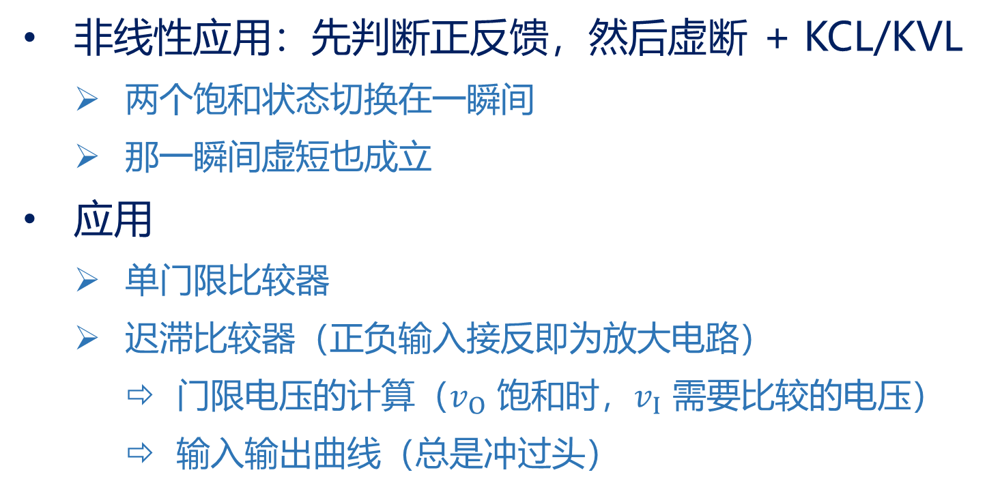 • 非线性应用：先判断正反馈，然后虚断 + KCL/KVL
➢ 两个饱和状态切换在一瞬间
➢ 那一瞬间虚短也成立
• 应用
➢ 单门限比较器
➢ 迟滞比较器（正负输入接反即为放大电路）
⇨ 门限电压的计算（𝑣O 饱和时，𝑣I 需要比较的电压）
⇨ 输入输出曲线（总是冲过头）